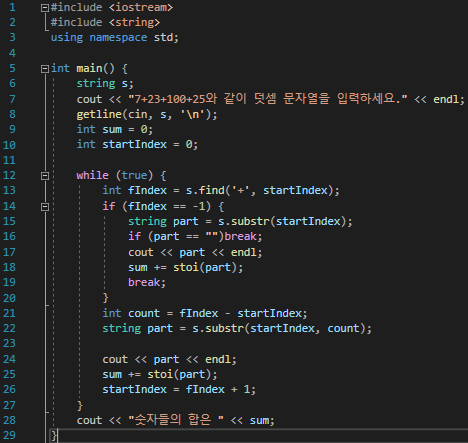 1 #include <iostream>
2 #include <string>
3 using namespace std;
4
5 int main() {
6 string s;
7 cout << "7+23+100+25와 같이 덧셈 문자열을 입력하세요." << endl;
8 getline(cin, s, '\n');
9 int sum = 0;
10 int startIndex = 0;
11
12 while (true) {
13 int fIndex = s.find('+', startIndex);
14 if (fIndex == -1) {
15 string part = s.substr(startIndex);
16 if (part == "")break;
17 cout << part << endl;
18 sum += stoi(part);
19 break;
20 }
21 int count = fIndex - startIndex;
22 string part = s.substr(startIndex, count);
23
24 cout << part << endl;
25 sum += stoi(part);
26 startIndex = fIndex + 1;
27 }
28 cout << "숫자들의 합은 " << sum;
29 }